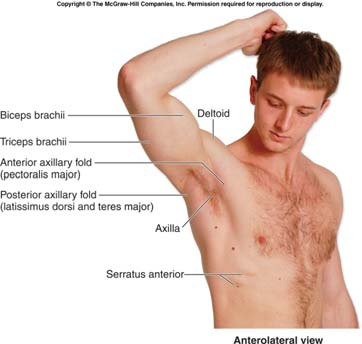 Copyright © The McGraw-Hill Companies, Inc. Permission required for reproduction or display.
Biceps brachii
Deltoid
Triceps brachii
Anterior axillary fold
(pectoralis major)
Posterior axillary fold
(latissimus dorsi and teres major)
Axilla
Serratus anterior
Anterolateral view